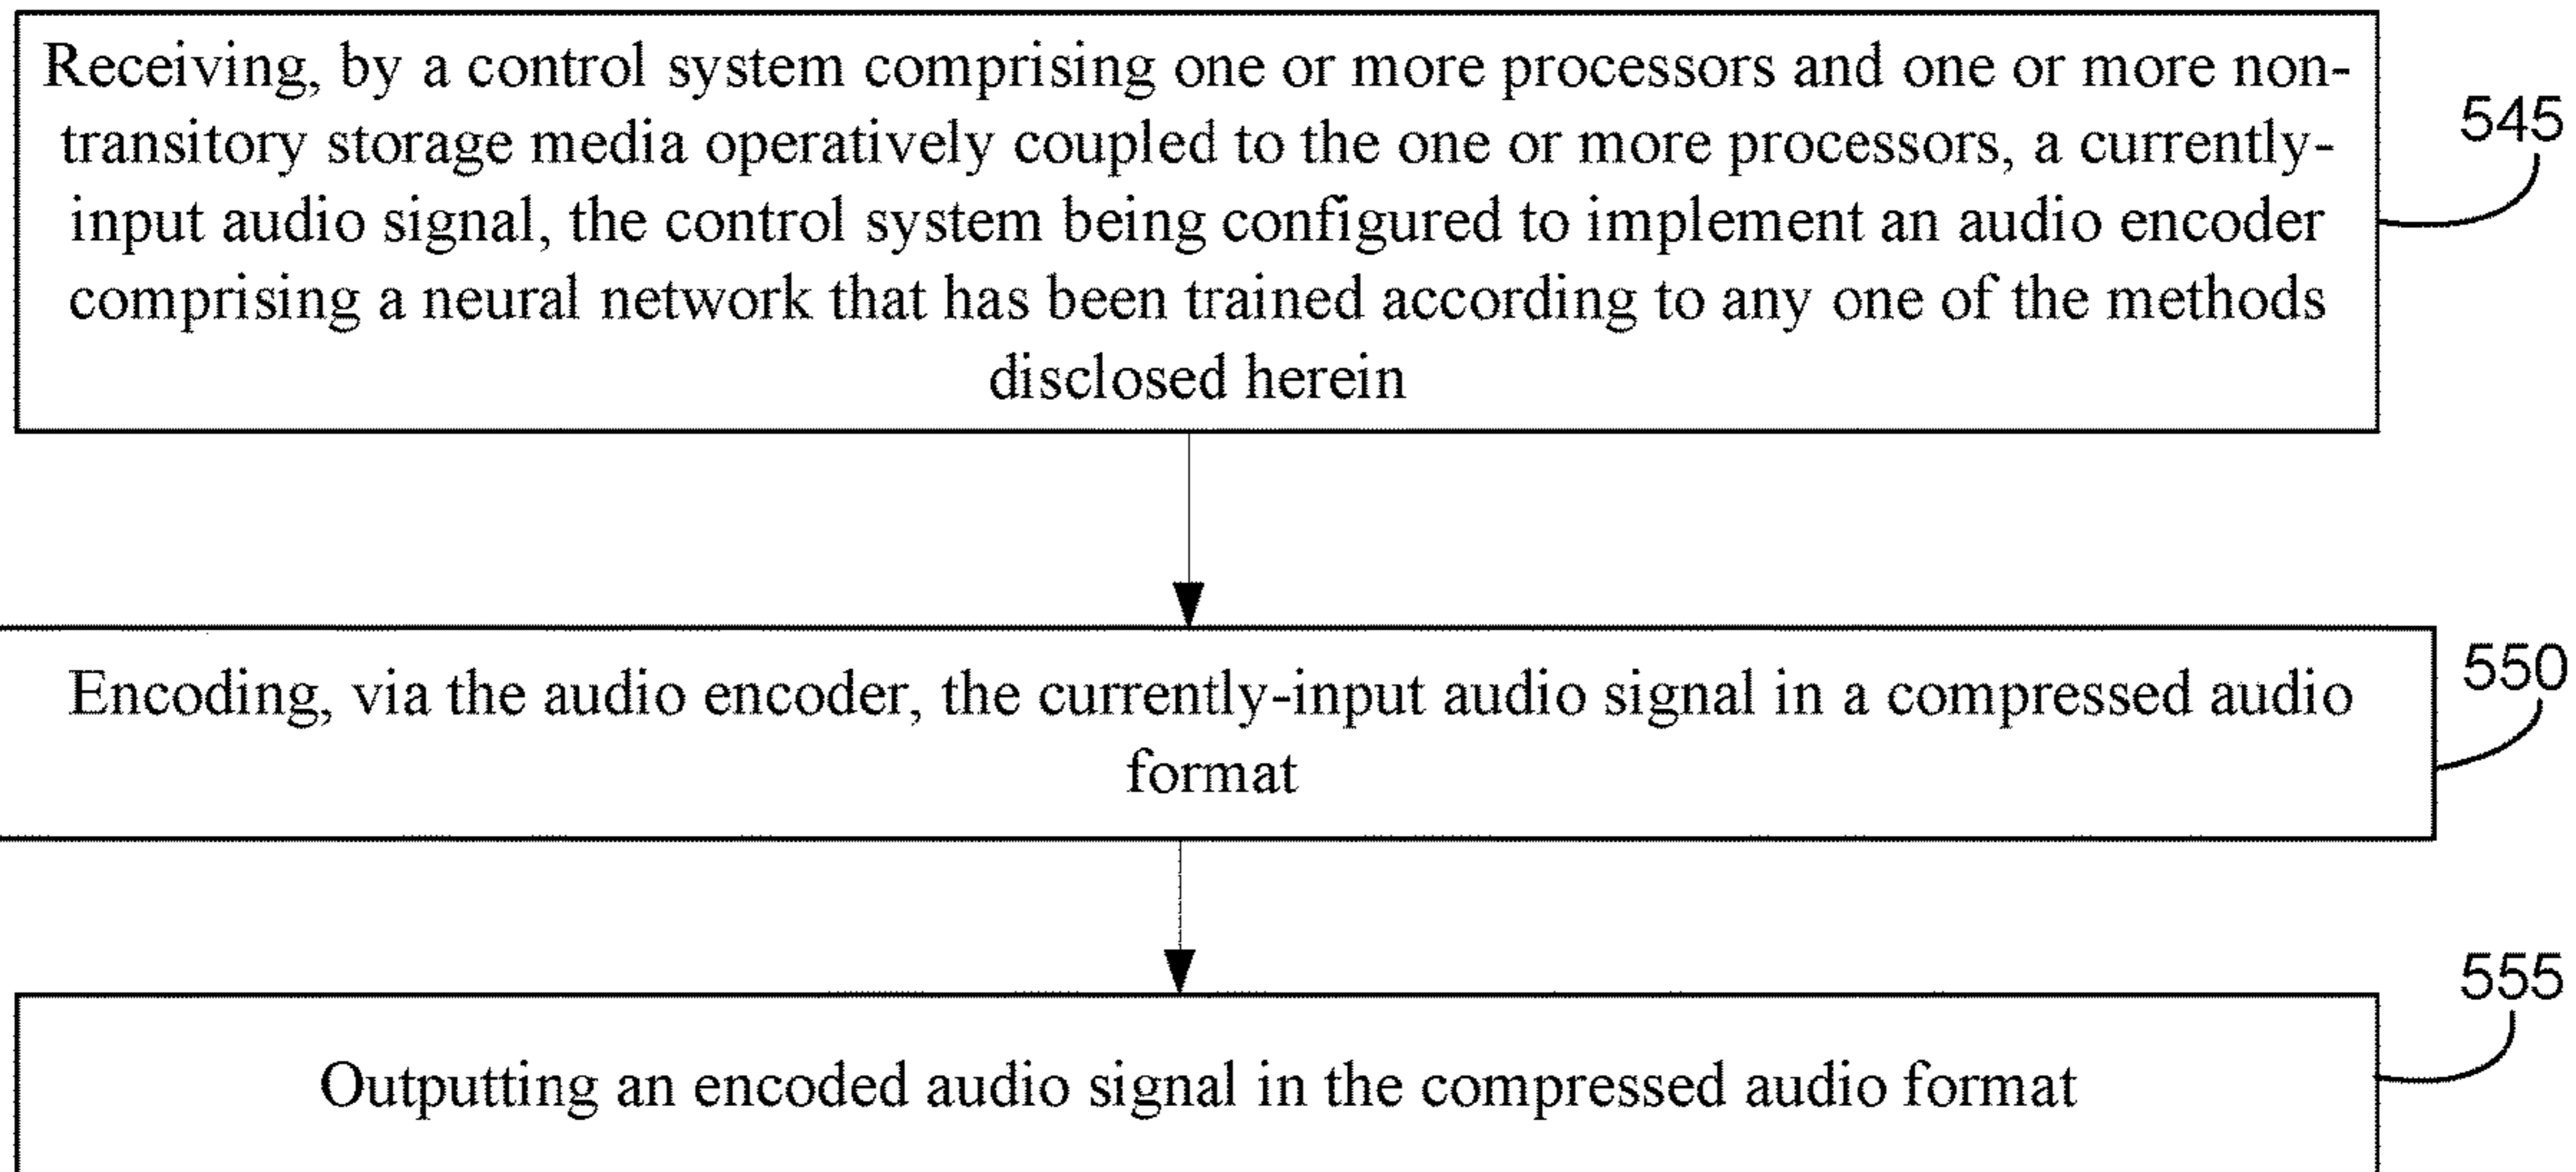 Receiving, by a control system comprising one or more processors and one or more non-
transitory storage media operatively coupled to the one or more processors, a currently-
input audio signal, the control system being configured to implement an audio encoder
comprising a neural network that has been trained according to any one of the methods
disclosed herein
545
Encoding, via the audio encoder, the currently-input audio signal in a compressed audio
format
550
Outputting an encoded audio signal in the compressed audio format
555